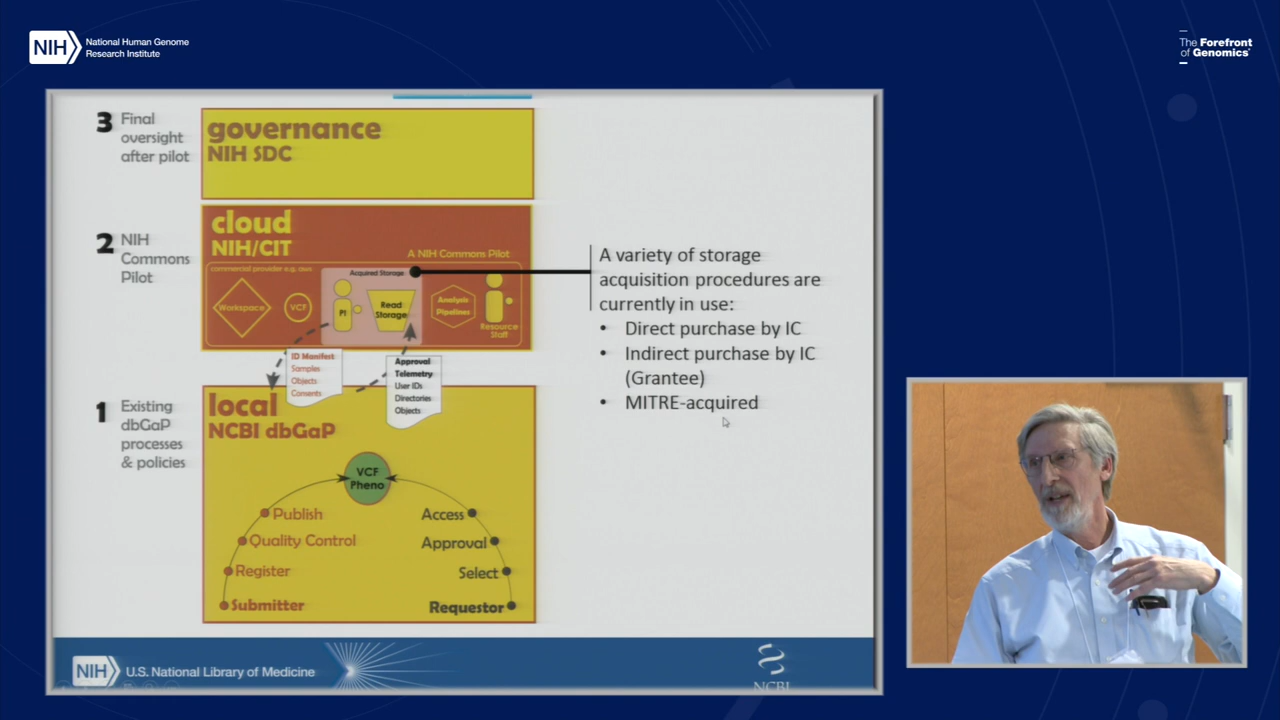 NIH
National Human Genome
Research Institute
The Forefront
of Genomics
3
Final
oversight
after pilot
governance
NIH SDC
2
NIH
Commons
Pilot
cloud
NIH/CIT
A NIH Commons Pilot
commercial provider e.g. aws
Acquired Storage
Workspace
VCF
PI
Read
Storage
Analysis
Pipelines
Resource
Staff
A variety of storage
acquisition procedures are
currently in use:
• Direct purchase by IC
• Indirect purchase by IC
(Grantee)
• MITRE-acquired
ID Manifest
Samples
Objects
Consents
Approval
Telemetry
User IDs
Directories
Objects
1
Existing
dbGaP
processes
& policies
local
NCBI dbGaP
VCF
Pheno
Publish
Quality Control
Register
Submitter
Access
Approval
Select
Requestor
NIH
U.S. National Library of Medicine
NCBI